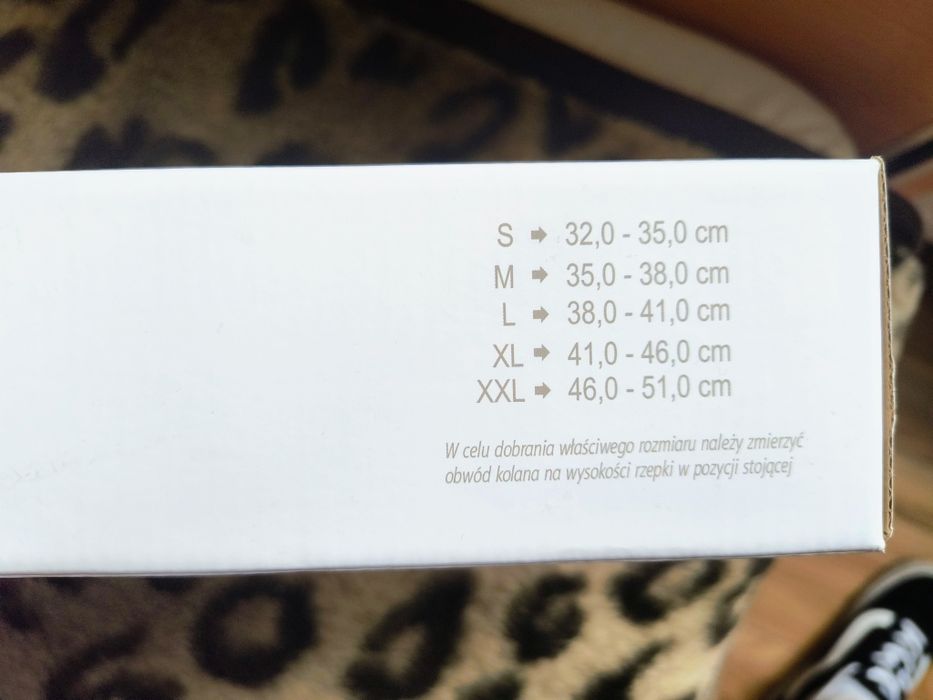 S ➡ 32,0 - 35,0 cm
M ➡ 35,0 - 38,0 cm
L ➡ 38,0 - 41,0 cm
XL ➡ 41,0 - 46,0 cm
XXL ➡ 46,0 - 51,0 cm
W celu dobrania właściwego rozmiaru należy zmierzyć
obwód kolana na wysokości rzepki w pozycji stojącej